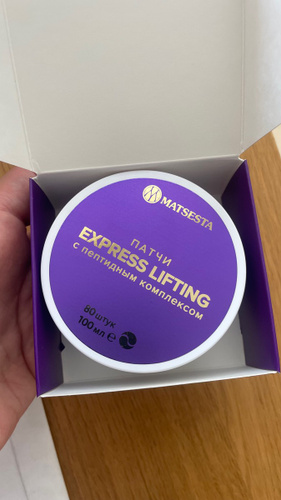 MATSESTA
ПАТЧИ
EXPRESS LIFTING
с пептидным комплексом
60 штук
100 мл ℮